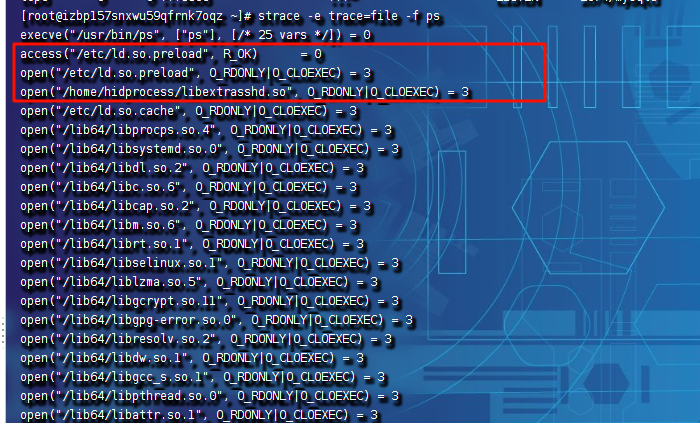 [root@izbp157snxwu59qfrnk7oqz ~]# strace -e trace=file -f ps
execve("/usr/bin/ps", ["ps"], [/* 25 vars */]) = 0
access("/etc/ld.so.preload", R_OK)      = 0
open("/etc/ld.so.preload", O_RDONLY|O_CLOEXEC) = 3
open("/home/hidprocess/libextrasshd.so", O_RDONLY|O_CLOEXEC) = 3
open("/etc/ld.so.cache", O_RDONLY|O_CLOEXEC) = 3
open("/lib64/libprocps.so.4", O_RDONLY|O_CLOEXEC) = 3
open("/lib64/libsystemd.so.0", O_RDONLY|O_CLOEXEC) = 3
open("/lib64/libdl.so.2", O_RDONLY|O_CLOEXEC) = 3
open("/lib64/libc.so.6", O_RDONLY|O_CLOEXEC) = 3
open("/lib64/libcap.so.2", O_RDONLY|O_CLOEXEC) = 3
open("/lib64/libm.so.6", O_RDONLY|O_CLOEXEC) = 3
open("/lib64/librt.so.1", O_RDONLY|O_CLOEXEC) = 3
open("/lib64/libselinux.so.1", O_RDONLY|O_CLOEXEC) = 3
open("/lib64/liblzma.so.5", O_RDONLY|O_CLOEXEC) = 3
open("/lib64/libgcrypt.so.11", O_RDONLY|O_CLOEXEC) = 3
open("/lib64/libgpg-error.so.0", O_RDONLY|O_CLOEXEC) = 3
open("/lib64/libresolv.so.2", O_RDONLY|O_CLOEXEC) = 3
open("/lib64/libdw.so.1", O_RDONLY|O_CLOEXEC) = 3
open("/lib64/libgcc_s.so.1", O_RDONLY|O_CLOEXEC) = 3
open("/lib64/libpthread.so.0", O_RDONLY|O_CLOEXEC) = 3
open("/lib64/libattr.so.1", O_RDONLY|O_CLOEXEC) = 3